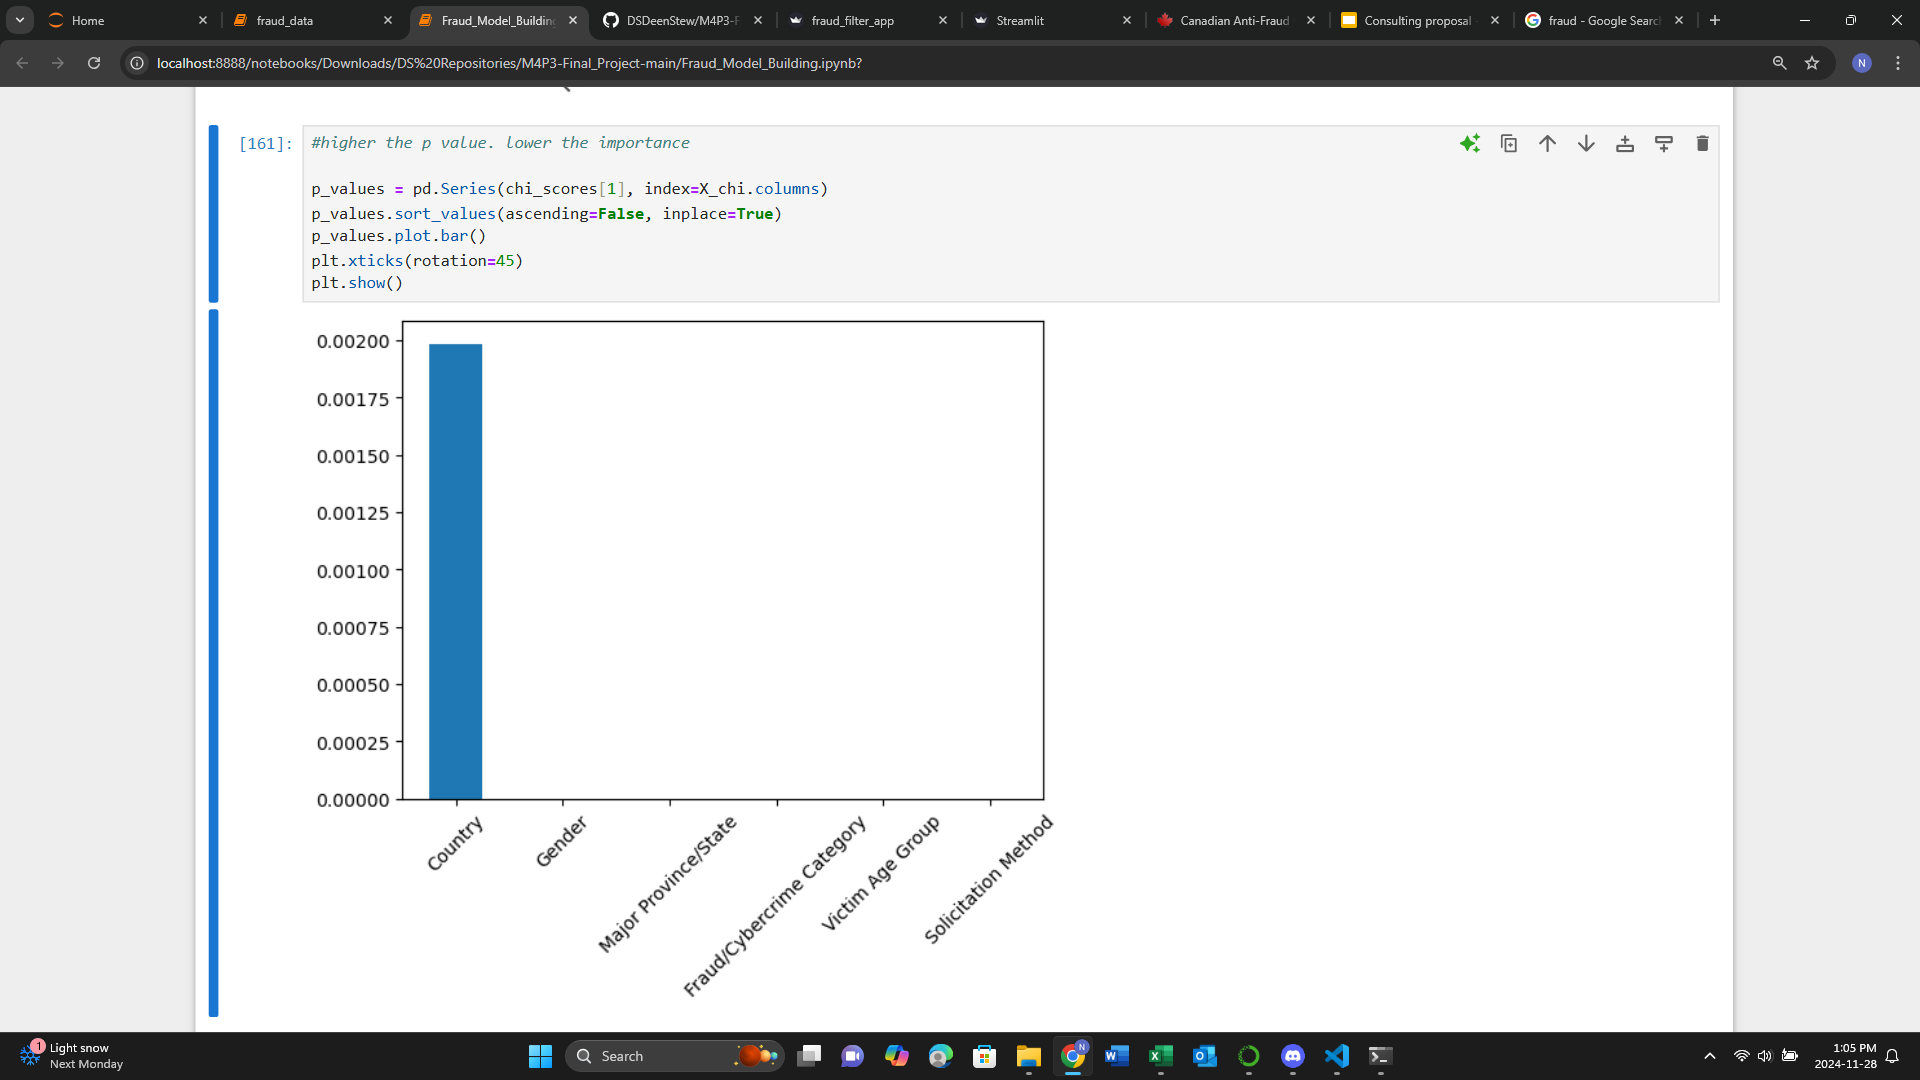 Home
fraud_data
Fraud_Model_Building
DSDeenStew/M4P3-F
fraud_filter_app
Streamlit
Canadian Anti-Fraud
Consulting proposal
fraud - Google Searc
localhost:8888/notebooks/Downloads/DS%20Repositories/M4P3-Final_Project-main/Fraud_Model_Building.ipynb?
N
[161]:
#higher the p value. lower the importance
p_values = pd.Series(chi_scores[1], index=X_chi.columns)
p_values.sort_values(ascending=False, inplace=True)
p_values.plot.bar()
plt.xticks(rotation=45)
plt.show()
0.00200
0.00175
0.00150
0.00125
0.00100
0.00075
0.00050
0.00025
0.00000
Country
Gender
Major Province/State
Fraud/Cybercrime Category
Victim Age Group
Solicitation Method
1
Light snow
Next Monday
Search
N
1:05 PM
2024-11-28